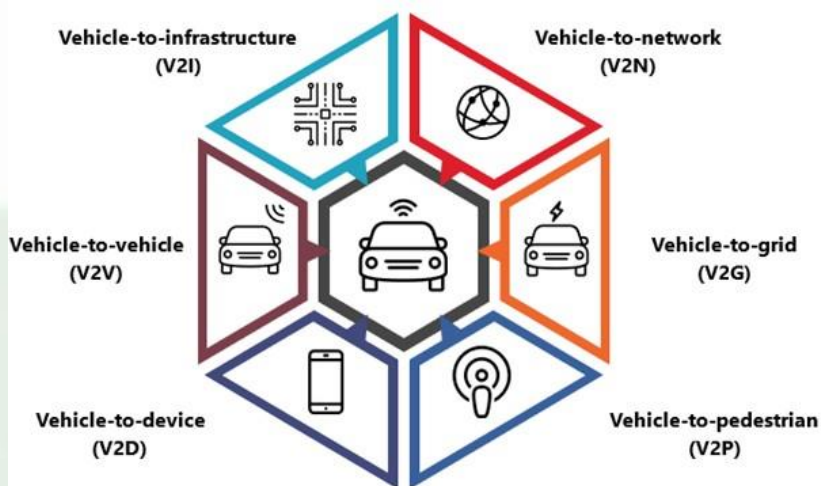 Vehicle-to-infrastructure
(V2I)
Vehicle-to-network
(V2N)
Vehicle-to-vehicle
(V2V)
Vehicle-to-grid
(V2G)
Vehicle-to-device
(V2D)
Vehicle-to-pedestrian
(V2P)